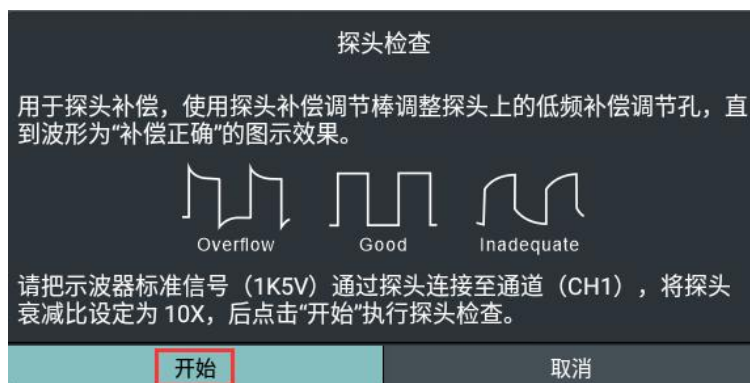 探头检查
用于探头补偿，使用探头补偿调节棒调整探头上的低频补偿调节孔，直
到波形为“补偿正确”的图示效果。
Overflow Good Inadequate
请把示波器标准信号（1K5V）通过探头连接至通道（CH1），将探头
衰减比设定为 10X，后点击“开始”执行探头检查。
开始 取消